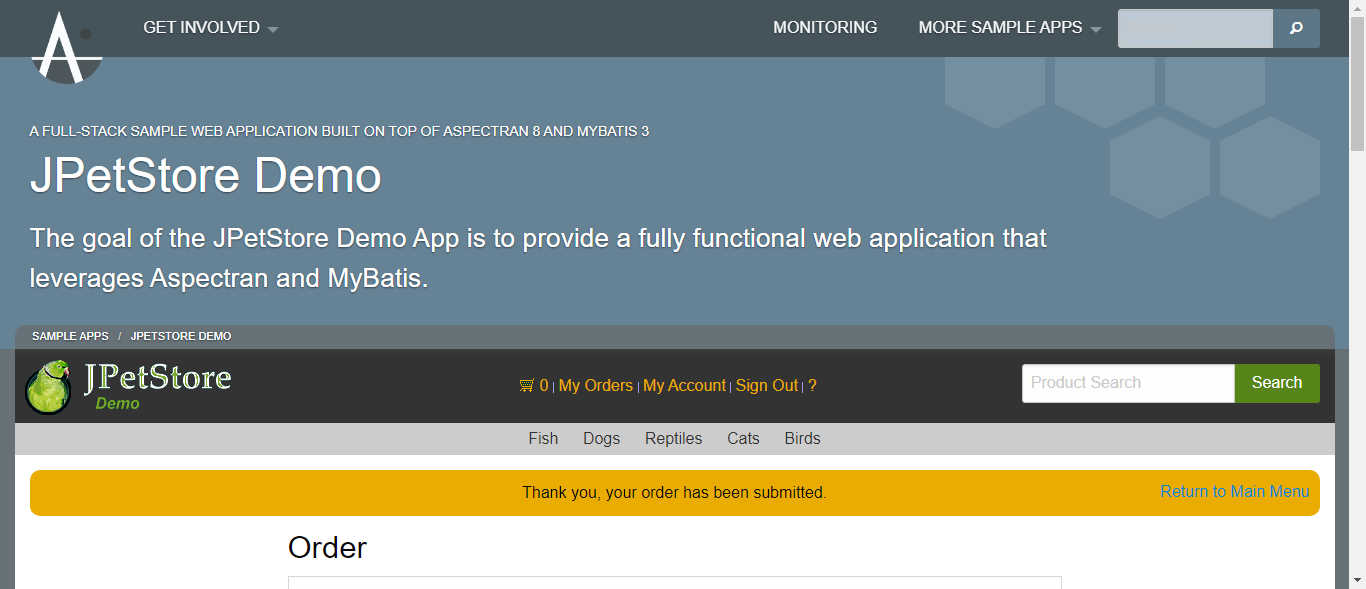 GET INVOLVED
MONITORING
MORE SAMPLE APPS
A FULL-STACK SAMPLE WEB APPLICATION BUILT ON TOP OF ASPECTRAN 8 AND MYBATIS 3
JPetStore Demo
The goal of the JPetStore Demo App is to provide a fully functional web application that
leverages Aspectran and MyBatis.
SAMPLE APPS / JPETSTORE DEMO
JPetStore
Demo
0 | My Orders | My Account | Sign Out | ?
Product Search
Search
Fish Dogs Reptiles Cats Birds
Thank you, your order has been submitted.
Return to Main Menu
Order